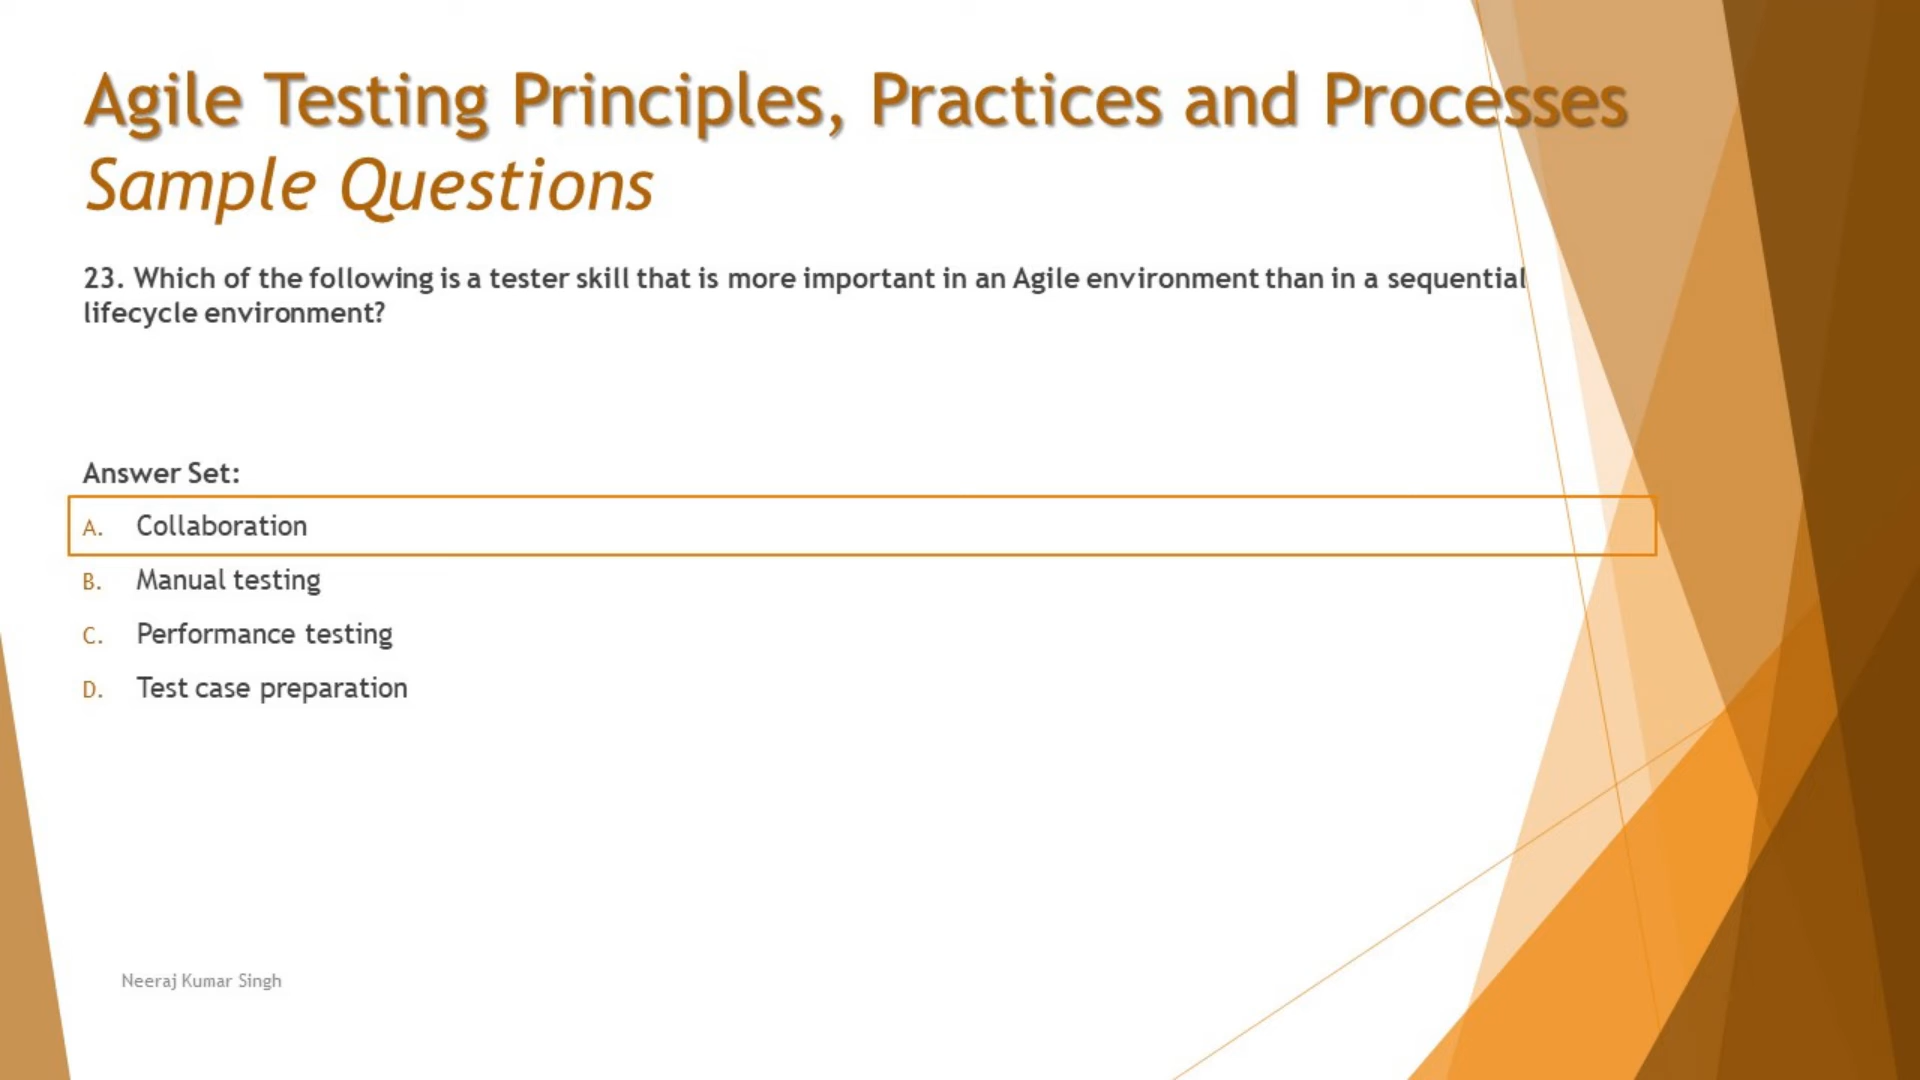 Agile Testing Principles, Practices and Processes
Sample Questions
23. Which of the following is a tester skill that is more important in an Agile environment than in a sequential
lifecycle environment?
Answer Set:
A. Collaboration
B. Manual testing
C. Performance testing
D. Test case preparation
Neeraj Kumar Singh